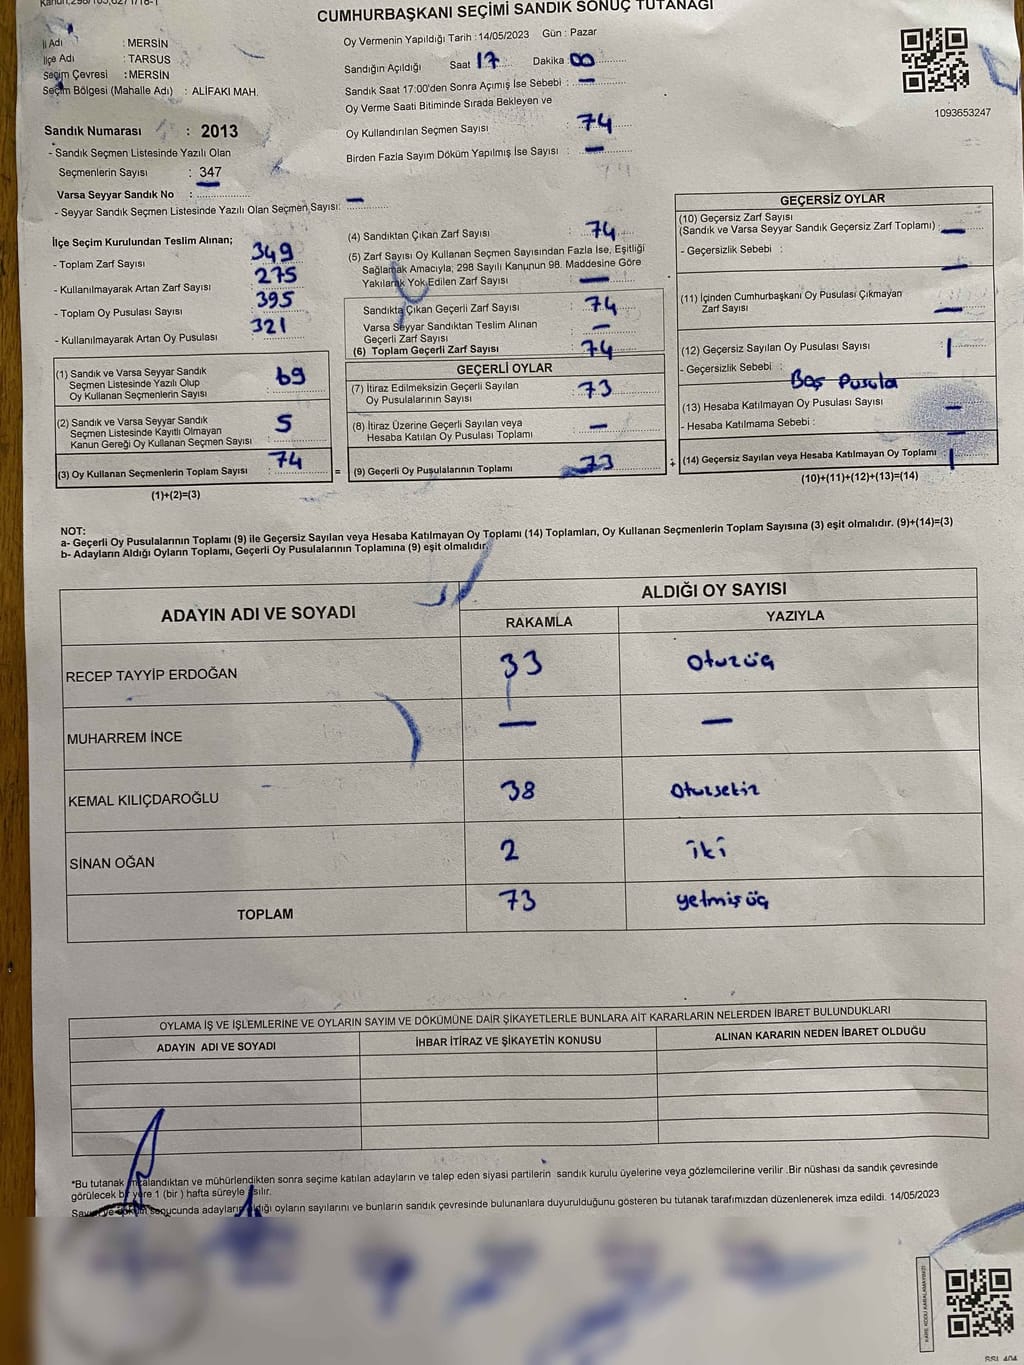 CUMHURBAŞKANI SEÇİMİ SANDIK SONUÇ TUTANAĞI
İl Adı : MERSİN
İlçe Adı : TARSUS
Seçim Çevresi : MERSİN
Seçim Bölgesi (Mahalle Adı) : ALİFAKI MAH.
Sandık Numarası : 2013
- Sandık Seçmen Listesinde Yazılı Olan
Seçmenlerin Sayısı : 347
Varsa Seyyar Sandık No : —
- Seyyar Sandık Seçmen Listesinde Yazılı Olan Seçmen Sayısı: —
Oy Vermenin Yapıldığı Tarih : 14/05/2023 Gün : Pazar
Sandığın Açıldığı Saat 17 Dakika 00
Sandık Saat 17:00'den Sonra Açımış İse Sebebi : —
Oy Verme Saati Bitiminde Sırada Bekleyen ve
Oy Kullandırılan Seçmen Sayısı : 74
Birden Fazla Sayım Döküm Yapılmış İse Sayısı : —
1093653247
İlçe Seçim Kurulundan Teslim Alınan;
- Toplam Zarf Sayısı : 349
- Kullanılmayarak Artan Zarf Sayısı : 275
- Toplam Oy Pusulası Sayısı : 395
- Kullanılmayarak Artan Oy Pusulası : 321
(1) Sandık ve Varsa Seyyar Sandık
Seçmen Listesinde Yazılı Olup
Oy Kullanan Seçmenlerin Sayısı : 69
(2) Sandık ve Varsa Seyyar Sandık
Seçmen Listesinde Kayıtlı Olmayan
Kanun Gereği Oy Kullanan Seçmen Sayısı : 5
(3) Oy Kullanan Seçmenlerin Toplam Sayısı : 74
(1)+(2)=(3)
(4) Sandıktan Çıkan Zarf Sayısı : 74
(5) Zarf Sayısı Oy Kullanan Seçmen Sayısından Fazla İse, Eşitliği
Sağlamak Amacıyla; 298 Sayılı Kanunun 98. Maddesine Göre
Yakılarak Yok Edilen Zarf Sayısı : —
Sandıkta Çıkan Geçerli Zarf Sayısı : 74
Varsa Seyyar Sandıktan Teslim Alınan
Geçerli Zarf Sayısı : —
(6) Toplam Geçerli Zarf Sayısı : 74
GEÇERLİ OYLAR
(7) İtiraz Edilmeksizin Geçerli Sayılan
Oy Pusulalarının Sayısı : 73
(8) İtiraz Üzerine Geçerli Sayılan veya
Hesaba Katılan Oy Pusulası Toplamı : —
= (9) Geçerli Oy Pusulalarının Toplamı : 73
GEÇERSİZ OYLAR
(10) Geçersiz Zarf Sayısı
(Sandık ve Varsa Seyyar Sandık Geçersiz Zarf Toplamı) : —
- Geçersizlik Sebebi : —
(11) İçinden Cumhurbaşkanı Oy Pusulası Çıkmayan
Zarf Sayısı : —
(12) Geçersiz Sayılan Oy Pusulası Sayısı : 1
- Geçersizlik Sebebi : Boş Pusula
(13) Hesaba Katılmayan Oy Pusulası Sayısı : —
- Hesaba Katılmama Sebebi : —
+ (14) Geçersiz Sayılan veya Hesaba Katılmayan Oy Toplamı : 1
(10)+(11)+(12)+(13)=(14)
NOT:
a- Geçerli Oy Pusulalarının Toplamı (9) ile Geçersiz Sayılan veya Hesaba Katılmayan Oy Toplamı (14) Toplamları, Oy Kullanan Seçmenlerin Toplam Sayısına (3) eşit olmalıdır. (9)+(14)=(3)
b- Adayların Aldığı Oyların Toplamı, Geçerli Oy Pusulalarının Toplamına (9) eşit olmalıdır.
ADAYIN ADI VE SOYADI ALDIĞI OY SAYISI
RAKAMLA YAZIYLA
RECEP TAYYİP ERDOĞAN 33 otuzüç
MUHARREM İNCE — —
KEMAL KILIÇDAROĞLU 38 otuzsekiz
SİNAN OĞAN 2 iki
TOPLAM 73 yetmişüç
OYLAMA İŞ VE İŞLEMLERİNE VE OYLARIN SAYIM VE DÖKÜMÜNE DAİR ŞİKAYETLERLE BUNLARA AİT KARARLARIN NELERDEN İBARET BULUNDUKLARI
ADAYIN ADI VE SOYADI İHBAR İTİRAZ VE ŞİKAYETİN KONUSU ALINAN KARARIN NEDEN İBARET OLDUĞU
*Bu tutanak imzalandıktan ve mühürlendikten sonra seçime katılan adayların ve talep eden siyasi partilerin sandık kurulu üyelerine veya gözlemcilerine verilir .Bir nüshası da sandık çevresinde
görülecek bir yere 1 (bir ) hafta süreyle asılır.
Sayım ve döküm sonucunda adayların aldığı oyların sayılarını ve bunların sandık çevresinde bulunanlara duyurulduğunu gösteren bu tutanak tarafımızdan düzenlenerek imza edildi. 14/05/2023